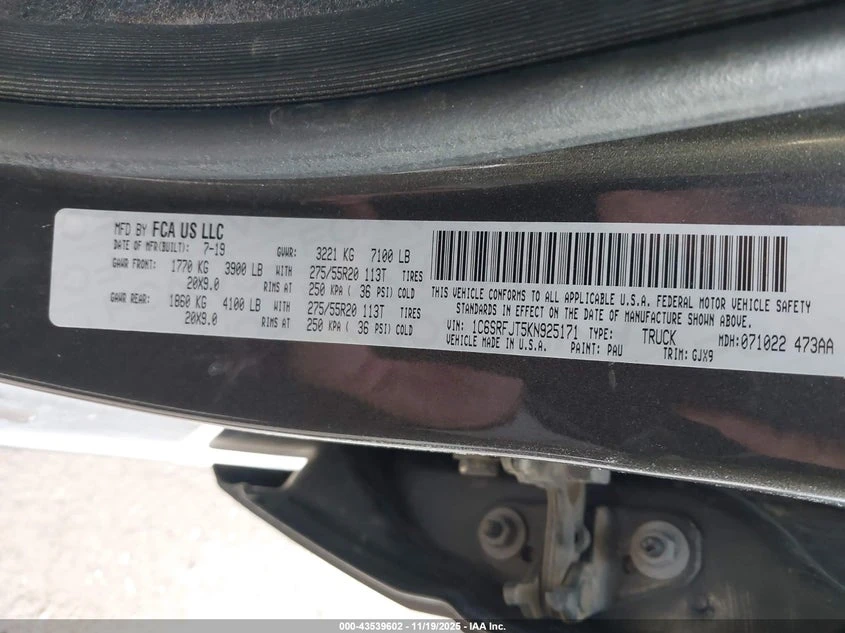 MFD BY FCA US LLC
DATE OF MFR(BUILT): 7-19 GVWR: 3221 KG 7100 LB
GAWR FRONT: 1770 KG 3900 LB WITH 275/55R20 113T TIRES
20X9.0 RIMS AT 250 KPA ( 36 PSI) COLD
GAWR REAR: 1860 KG 4100 LB WITH 275/55R20 113T TIRES
20X9.0 RIMS AT 250 KPA ( 36 PSI) COLD
THIS VEHICLE CONFORMS TO ALL APPLICABLE U.S.A. FEDERAL MOTOR VEHICLE SAFETY
STANDARDS IN EFFECT ON THE DATE OF MANUFACTURE SHOWN ABOVE.
VIN: 1C6SRFJT5KN925171 TYPE: TRUCK MDH: 071022 473AA
VEHICLE MADE IN U.S.A. PAINT: PAU TRIM: GJX9
000-43539602 - 11/19/2025 - IAA Inc.